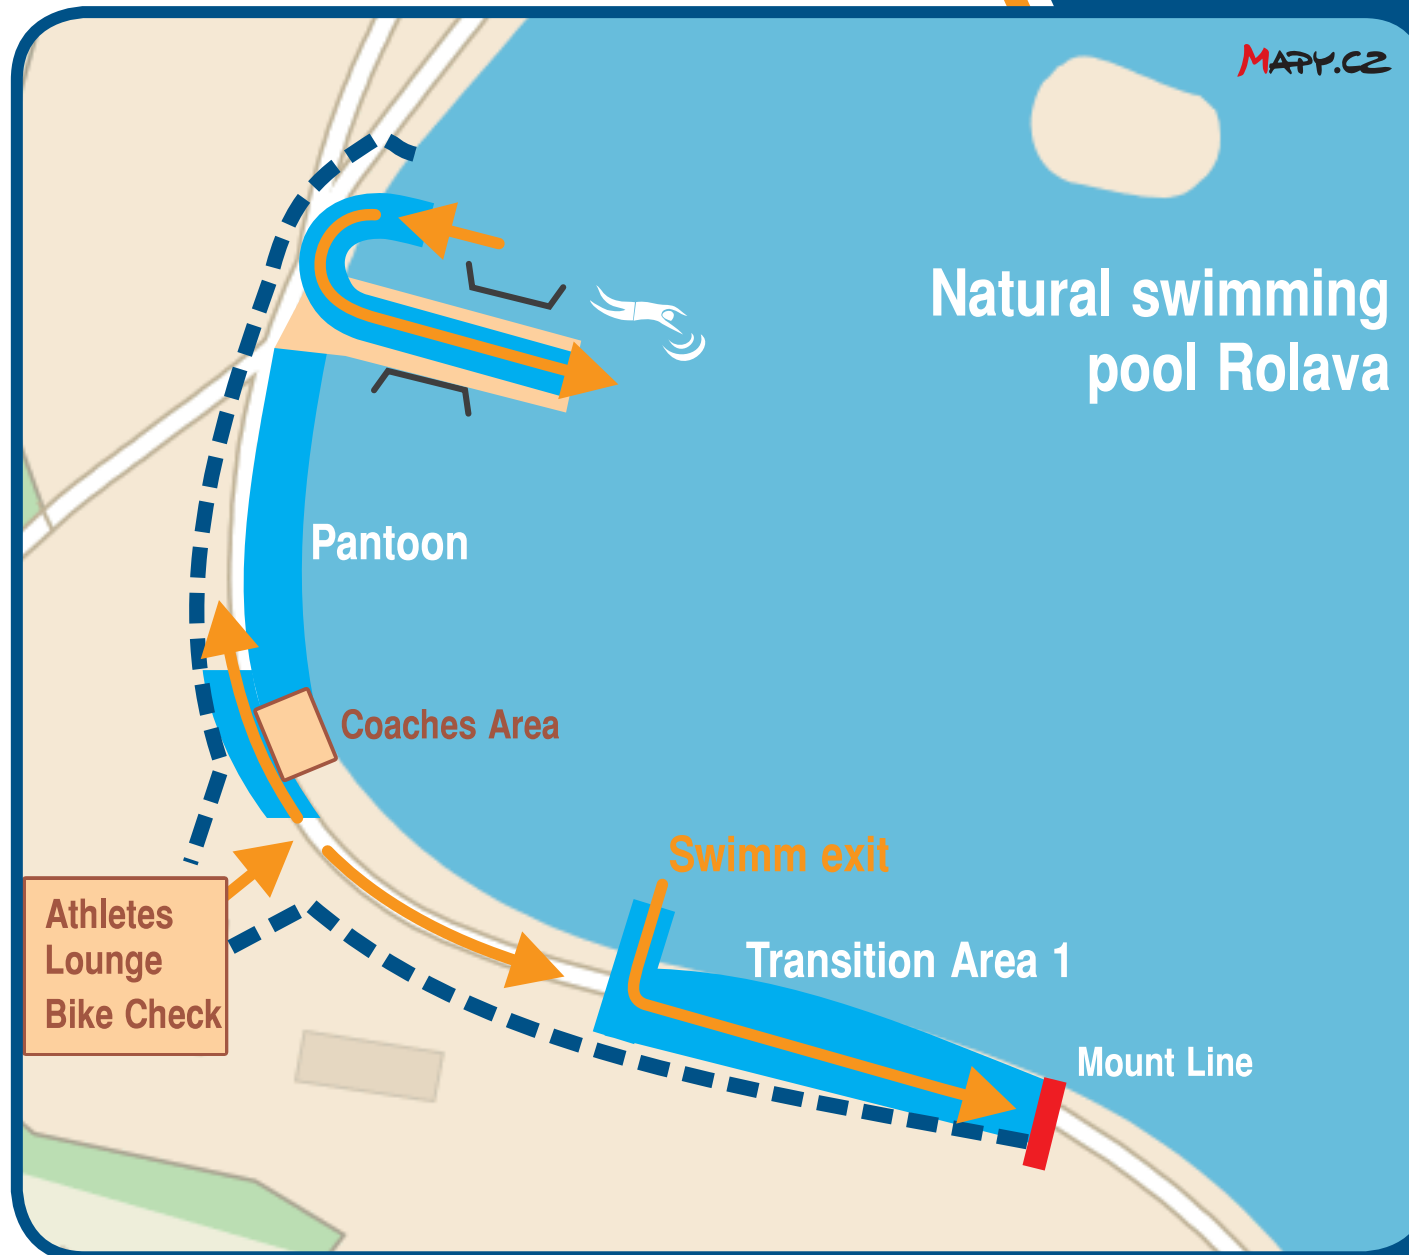 MAPY.CZ
Natural swimming
pool Rolava
Pantoon
Coaches Area
Swimm exit
Athletes
Lounge
Bike Check
Transition Area 1
Mount Line